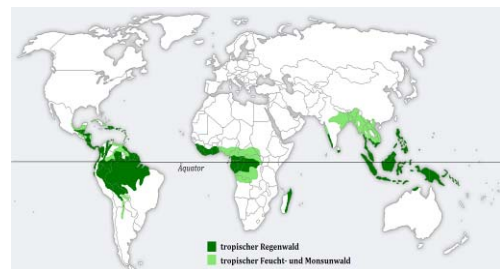 Äquator
tropischer Regenwald
tropischer Feucht- und Monsunwald